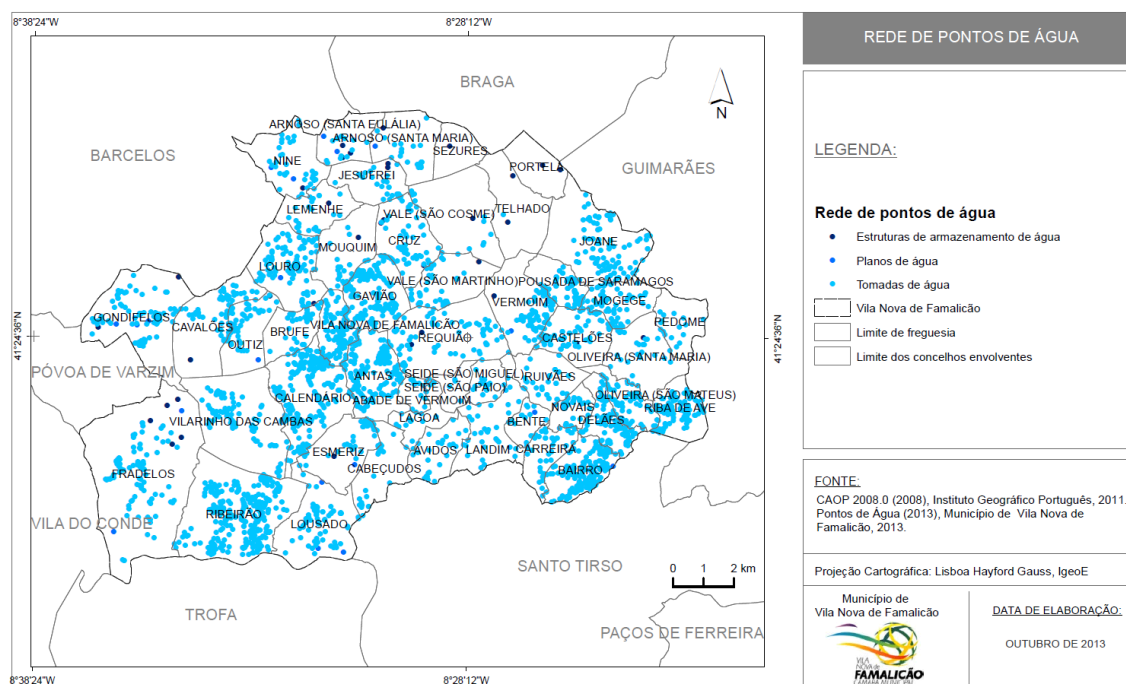 8°38'24"W
8°28'12"W
REDE DE PONTOS DE ÁGUA
BRAGA
N
ARNOSO (SANTA EULÁLIA)
ARNOSO (SANTA MARIA)
BARCELOS
SEZURES
NINE
PORTELA
GUIMARÃES
JESUFREI
LEMENHE
VALE (SÃO COSME)
TELHADO
MOUQUIM
CRUZ
JOANE
LOURO
VALE (SÃO MARTINHO)
POUSADA DE SARAMAGOS
GAVIÃO
VERMOIM
MOGEGE
GONDIFELOS
CAVALÕES
BRUFE
VILA NOVA DE FAMALICÃO
PEDOME
41°24'36"N
41°24'36"N
OUTIZ
REQUIÃO
CASTELÕES
OLIVEIRA (SANTA MARIA)
PÓVOA DE VARZIM
ANTAS
SEIDE (SÃO MIGUEL)
RUIVÃES
SEIDE (SÃO PAIO)
CALENDÁRIO
ABADE DE VERMOIM
OLIVEIRA (SÃO MATEUS)
NOVAIS
RIBA DE AVE
VILARINHO DAS CAMBAS
LAGOA
BENTE
DELÃES
ESMERIZ
AVIDOS
LANDIM
CARREIRA
CABEÇUDOS
BAIRRO
FRADELOS
RIBEIRÃO
LOUSADO
VILA DO CONDE
SANTO TIRSO
0 1 2 km
TROFA
PAÇOS DE FERREIRA
8°38'24"W
8°28'12"W
LEGENDA:
Rede de pontos de água
Estruturas de armazenamento de água
Planos de água
Tomadas de água
Vila Nova de Famalicão
Limite de freguesia
Limite dos concelhos envolventes
FONTE:
CAOP 2008.0 (2008), Instituto Geográfico Português, 2011.
Pontos de Água (2013), Município de Vila Nova de
Famalicão, 2013.
Projeção Cartográfica: Lisboa Hayford Gauss, IgeoE
Município de
Vila Nova de Famalicão
VILA
NOVA de
FAMALICÃO
CÂMARA MUNICIPAL
DATA DE ELABORAÇÃO:
OUTUBRO DE 2013